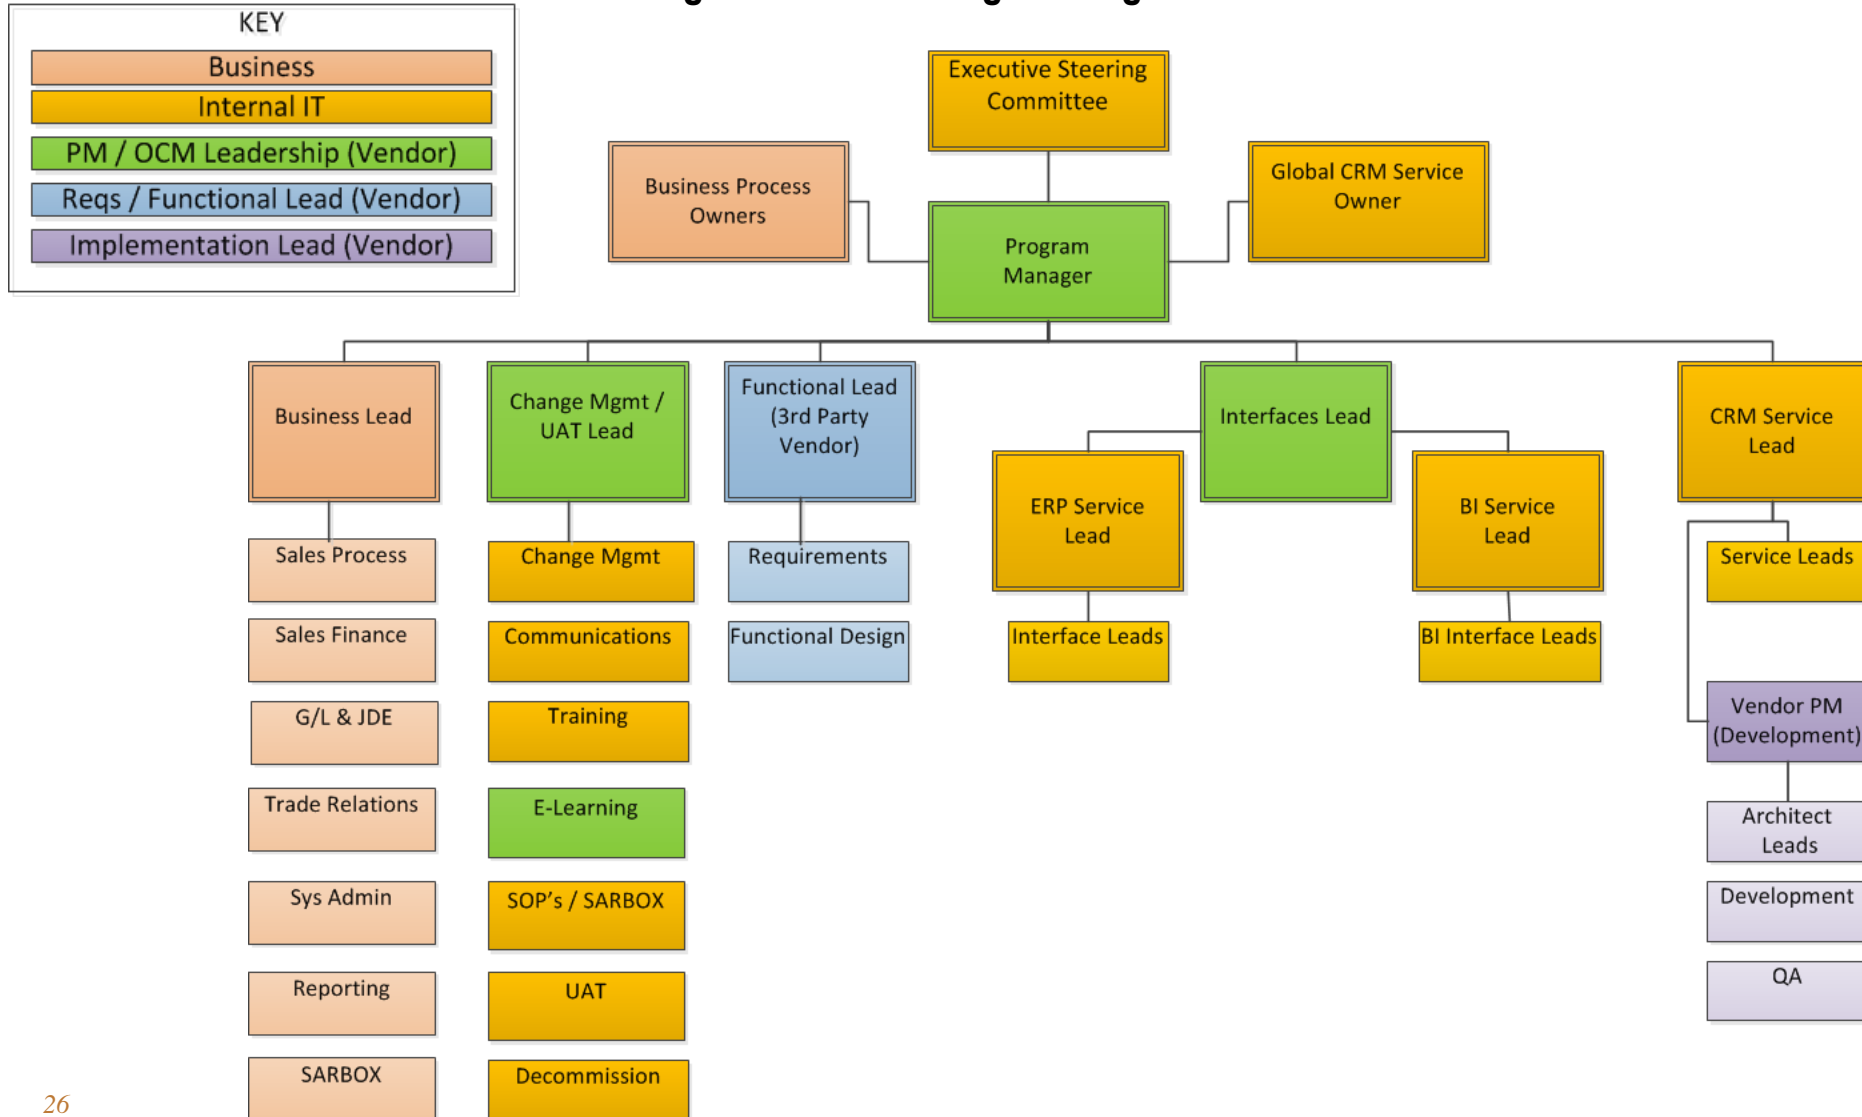 KEY
Business
Internal IT
PM / OCM Leadership (Vendor)
Reqs / Functional Lead (Vendor)
Implementation Lead (Vendor)
Executive Steering
Committee
Business Process
Owners
Global CRM Service
Owner
Program
Manager
Business Lead
Change Mgmt /
UAT Lead
Functional Lead
(3rd Party
Vendor)
Interfaces Lead
CRM Service
Lead
ERP Service
Lead
BI Service
Lead
Sales Process
Sales Finance
G/L & JDE
Trade Relations
Sys Admin
Reporting
SARBOX
Change Mgmt
Communications
Training
E-Learning
SOP's / SARBOX
UAT
Decommission
Requirements
Functional Design
Interface Leads
BI Interface Leads
Service Leads
Vendor PM
(Development)
Architect
Leads
Development
QA
26